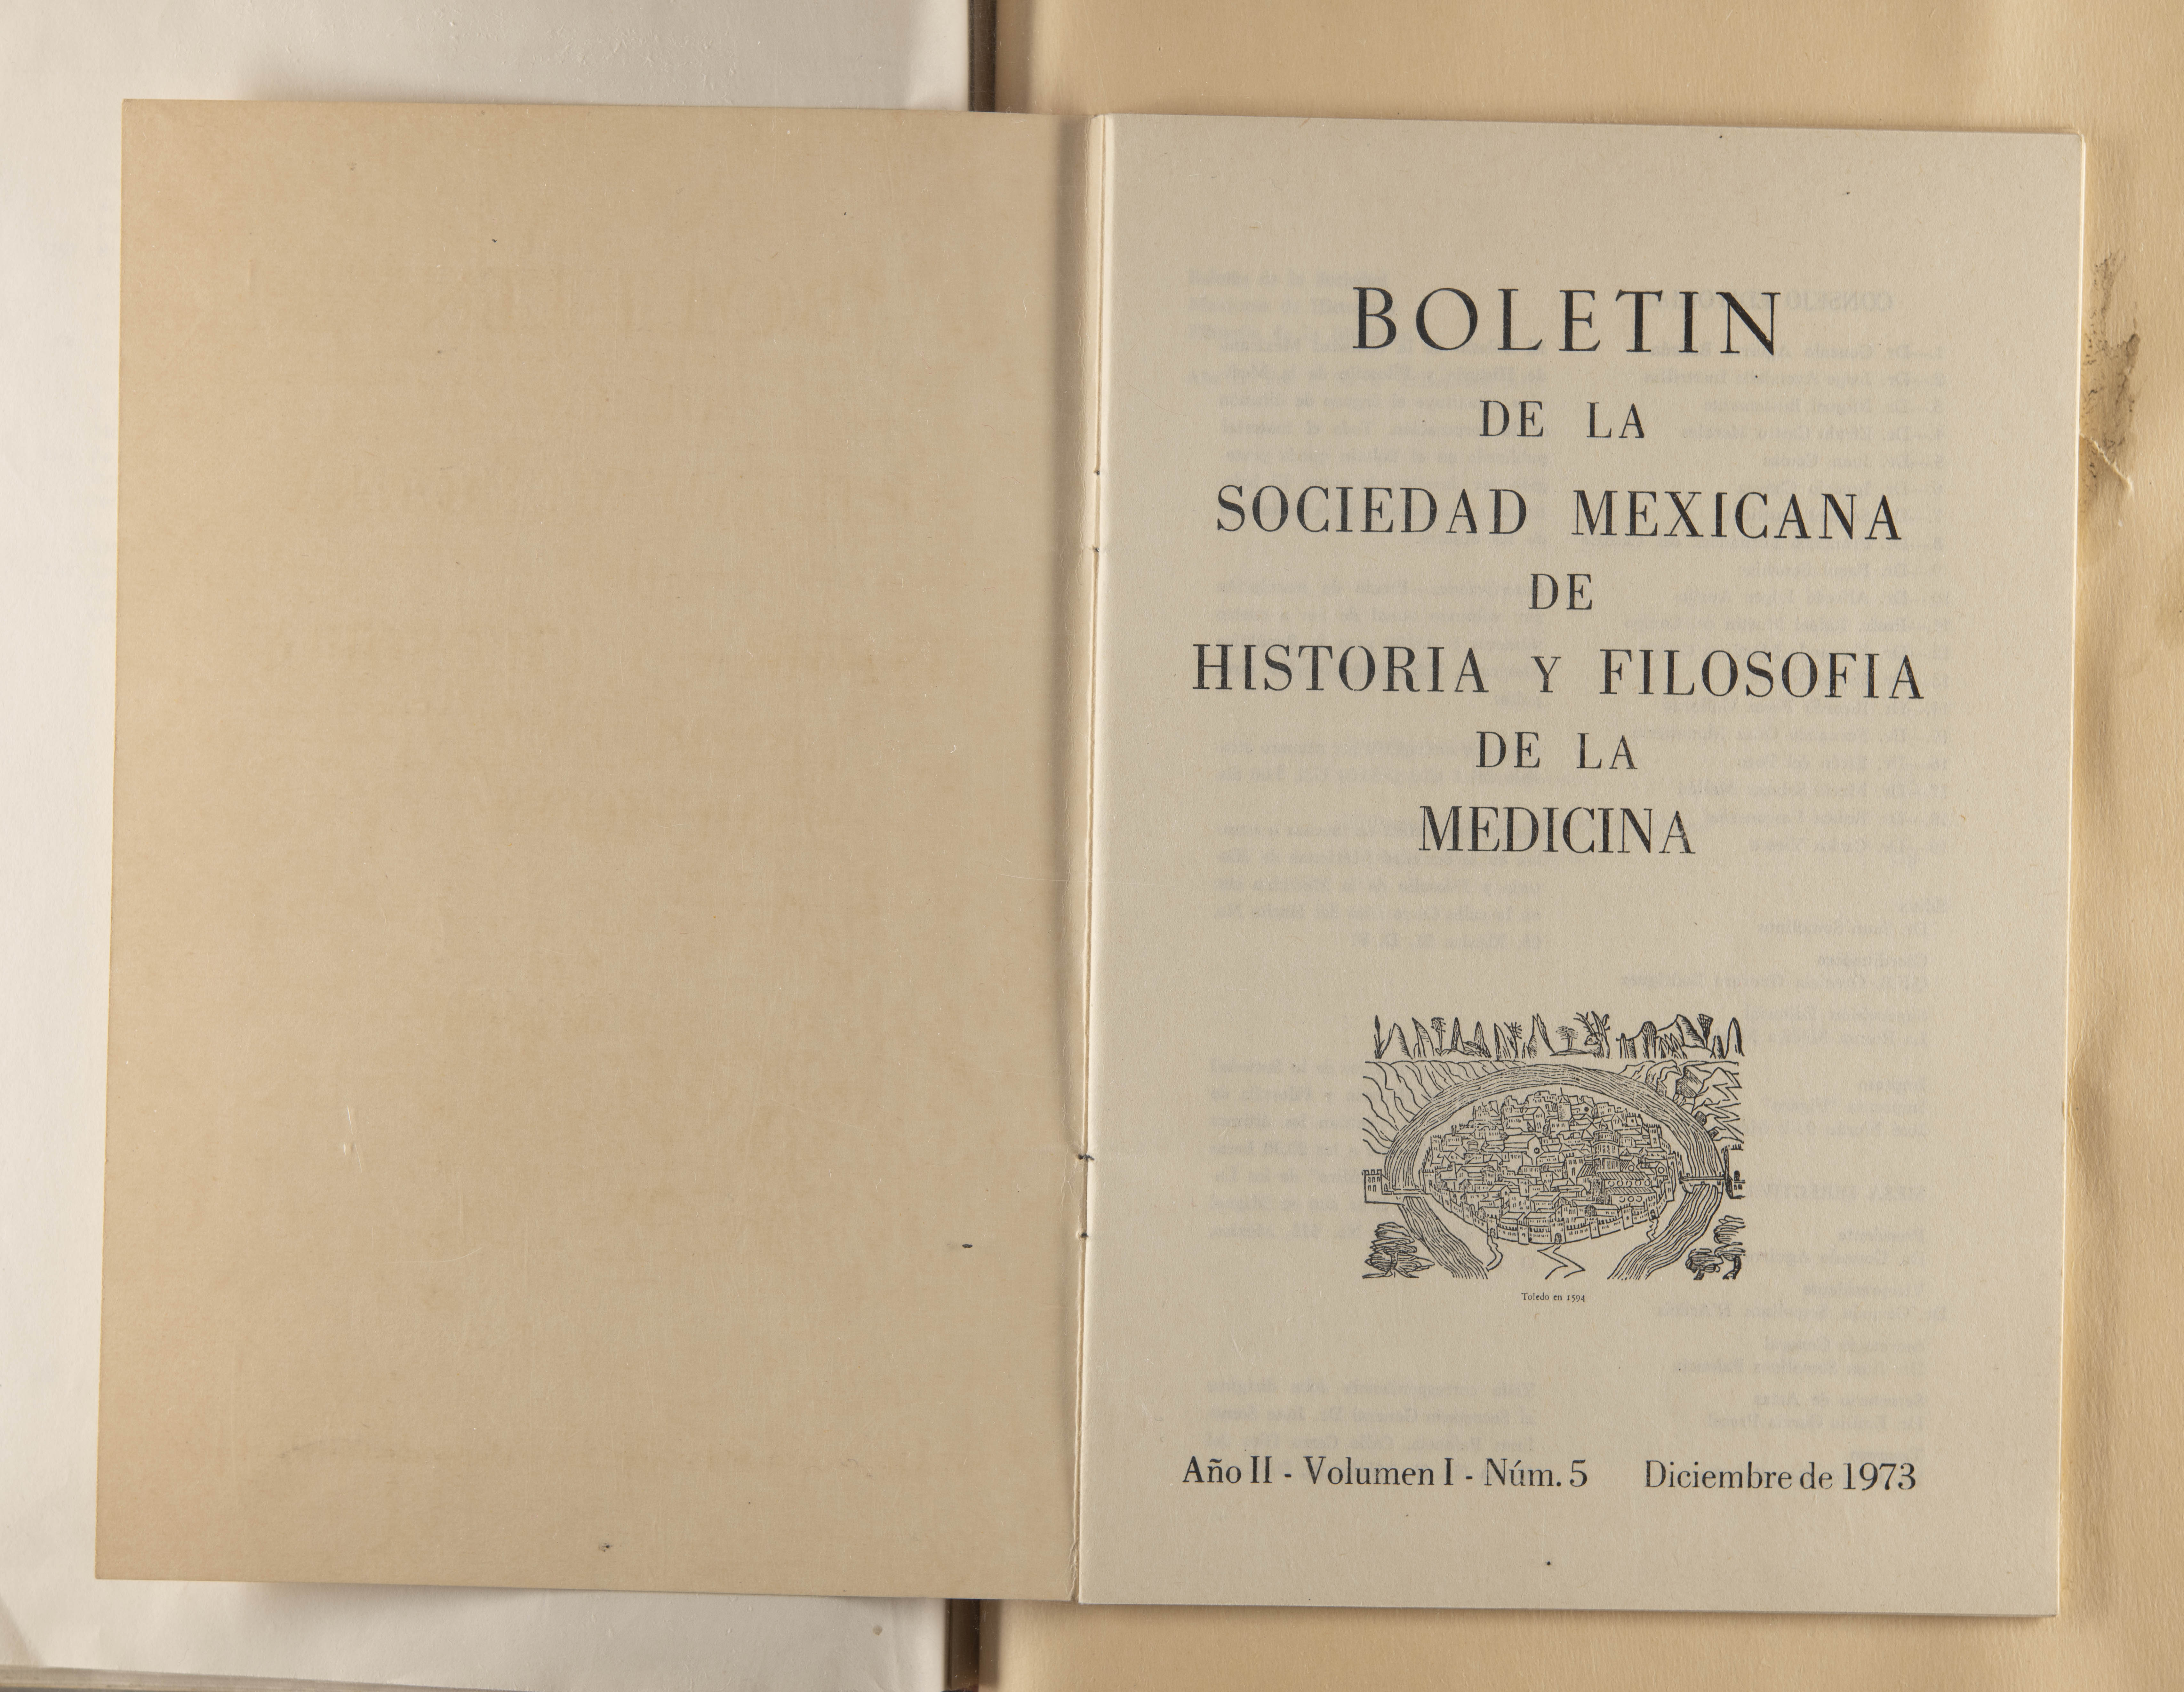 BOLETIN
DE LA
SOCIEDAD MEXICANA
DE
HISTORIA Y FILOSOFIA
DE LA
MEDICINA
Toledo en 1594
Año II - Volumen I - Núm. 5 Diciembre de 1973